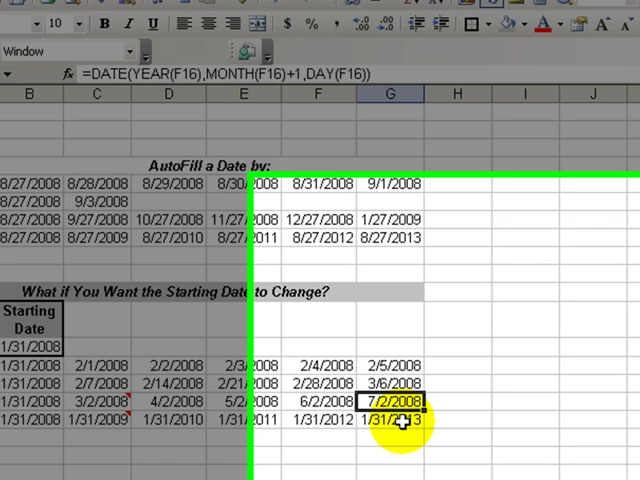 10 B I U $ % , .00 A A
Window
fx =DATE(YEAR(F16),MONTH(F16)+1,DAY(F16))
B C D E F G H I J
AutoFill a Date by:
8/27/2008 8/28/2008 8/29/2008 8/30/2008 8/31/2008 9/1/2008
8/27/2008 9/3/2008
8/27/2008 9/27/2008 10/27/2008 11/27/2008 12/27/2008 1/27/2009
8/27/2008 8/27/2009 8/27/2010 8/27/2011 8/27/2012 8/27/2013
What if You Want the Starting Date to Change?
Starting
Date
1/31/2008
1/31/2008 2/1/2008 2/2/2008 2/3/2008 2/4/2008 2/5/2008
1/31/2008 2/7/2008 2/14/2008 2/21/2008 2/28/2008 3/6/2008
1/31/2008 3/2/2008 4/2/2008 5/2/2008 6/2/2008 7/2/2008
1/31/2008 1/31/2009 1/31/2010 1/31/2011 1/31/2012 1/31/2013